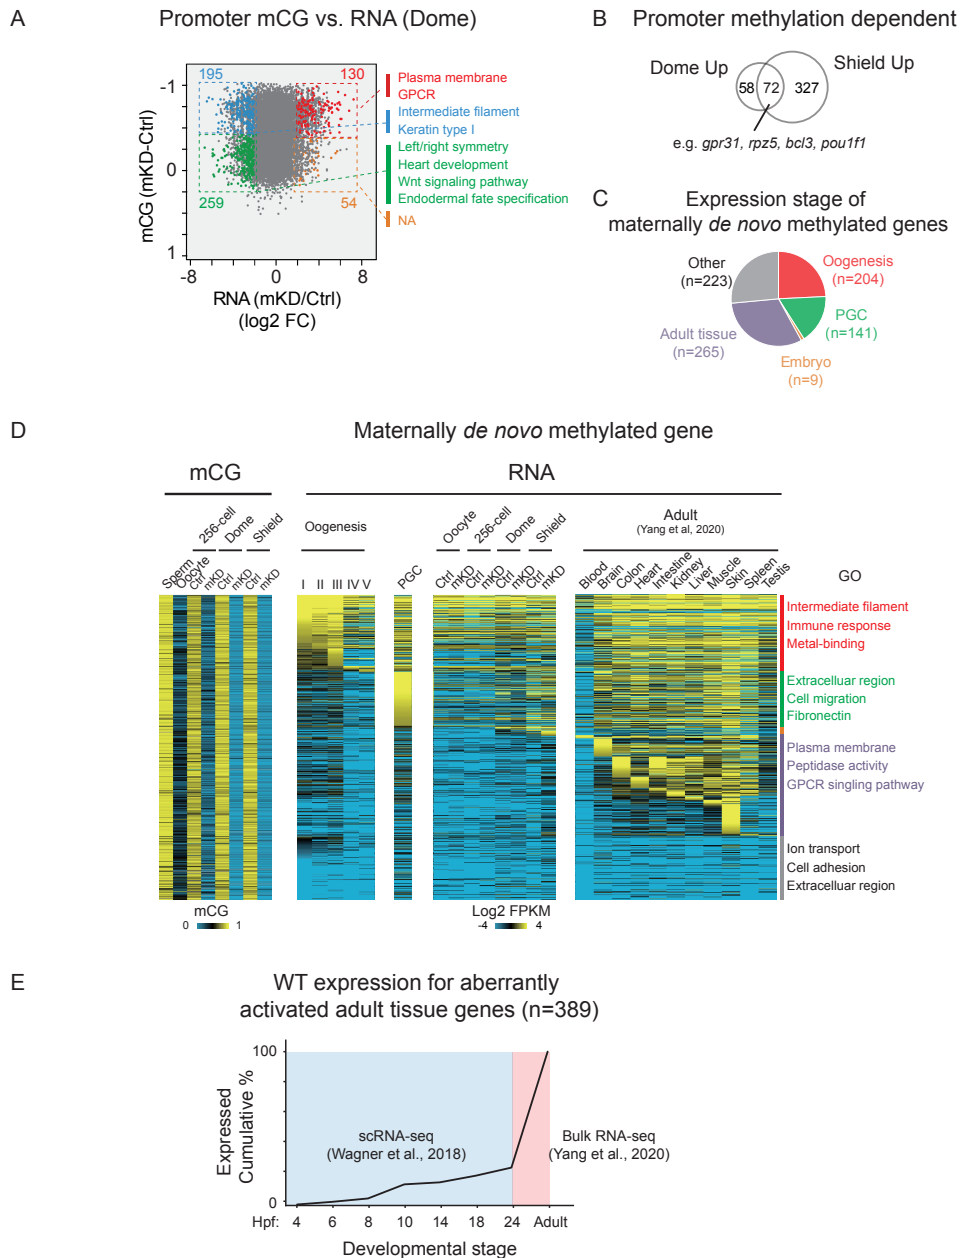 A
Promoter mCG vs. RNA (Dome)
195
130
-1
0
1
mCG (mKD-Ctrl)
259
54
-8
0
8
RNA (mKD/Ctrl)
(log2 FC)
Plasma membrane
GPCR
Intermediate filament
Keratin type I
Left/right symmetry
Heart development
Wnt signaling pathway
Endodermal fate specification
NA
B
Promoter methylation dependent
Dome Up
Shield Up
58
72
327
e.g. gpr31, rpz5, bcl3, pou1f1
C
Expression stage of
maternally de novo methylated genes
Other
(n=223)
Oogenesis
(n=204)
PGC
(n=141)
Adult tissue
(n=265)
Embryo
(n=9)
D
Maternally de novo methylated gene
mCG
RNA
256-cell
Dome
Shield
Sperm
Oocyte
Ctrl
mKD
Ctrl
mKD
Ctrl
mKD
Oogenesis
I
II
III
IV
V
PGC
Oocyte
256-cell
Dome
Shield
Ctrl
mKD
Ctrl
mKD
Ctrl
mKD
Ctrl
mKD
Adult
(Yang et al, 2020)
Blood
Brain
Colon
Heart
Intestine
Kidney
Liver
Muscle
Skin
Spleen
Testis
GO
Intermediate filament
Immune response
Metal-binding
Extracelluar region
Cell migration
Fibronectin
Plasma membrane
Peptidase activity
GPCR singling pathway
Ion transport
Cell adhesion
Extracelluar region
mCG
0
1
Log2 FPKM
-4
4
E
WT expression for aberrantly
activated adult tissue genes (n=389)
100
0
Expressed
Cumulative %
scRNA-seq
(Wagner et al., 2018)
Bulk RNA-seq
(Yang et al., 2020)
Hpf:
4
6
8
10
14
18
24
Adult
Developmental stage